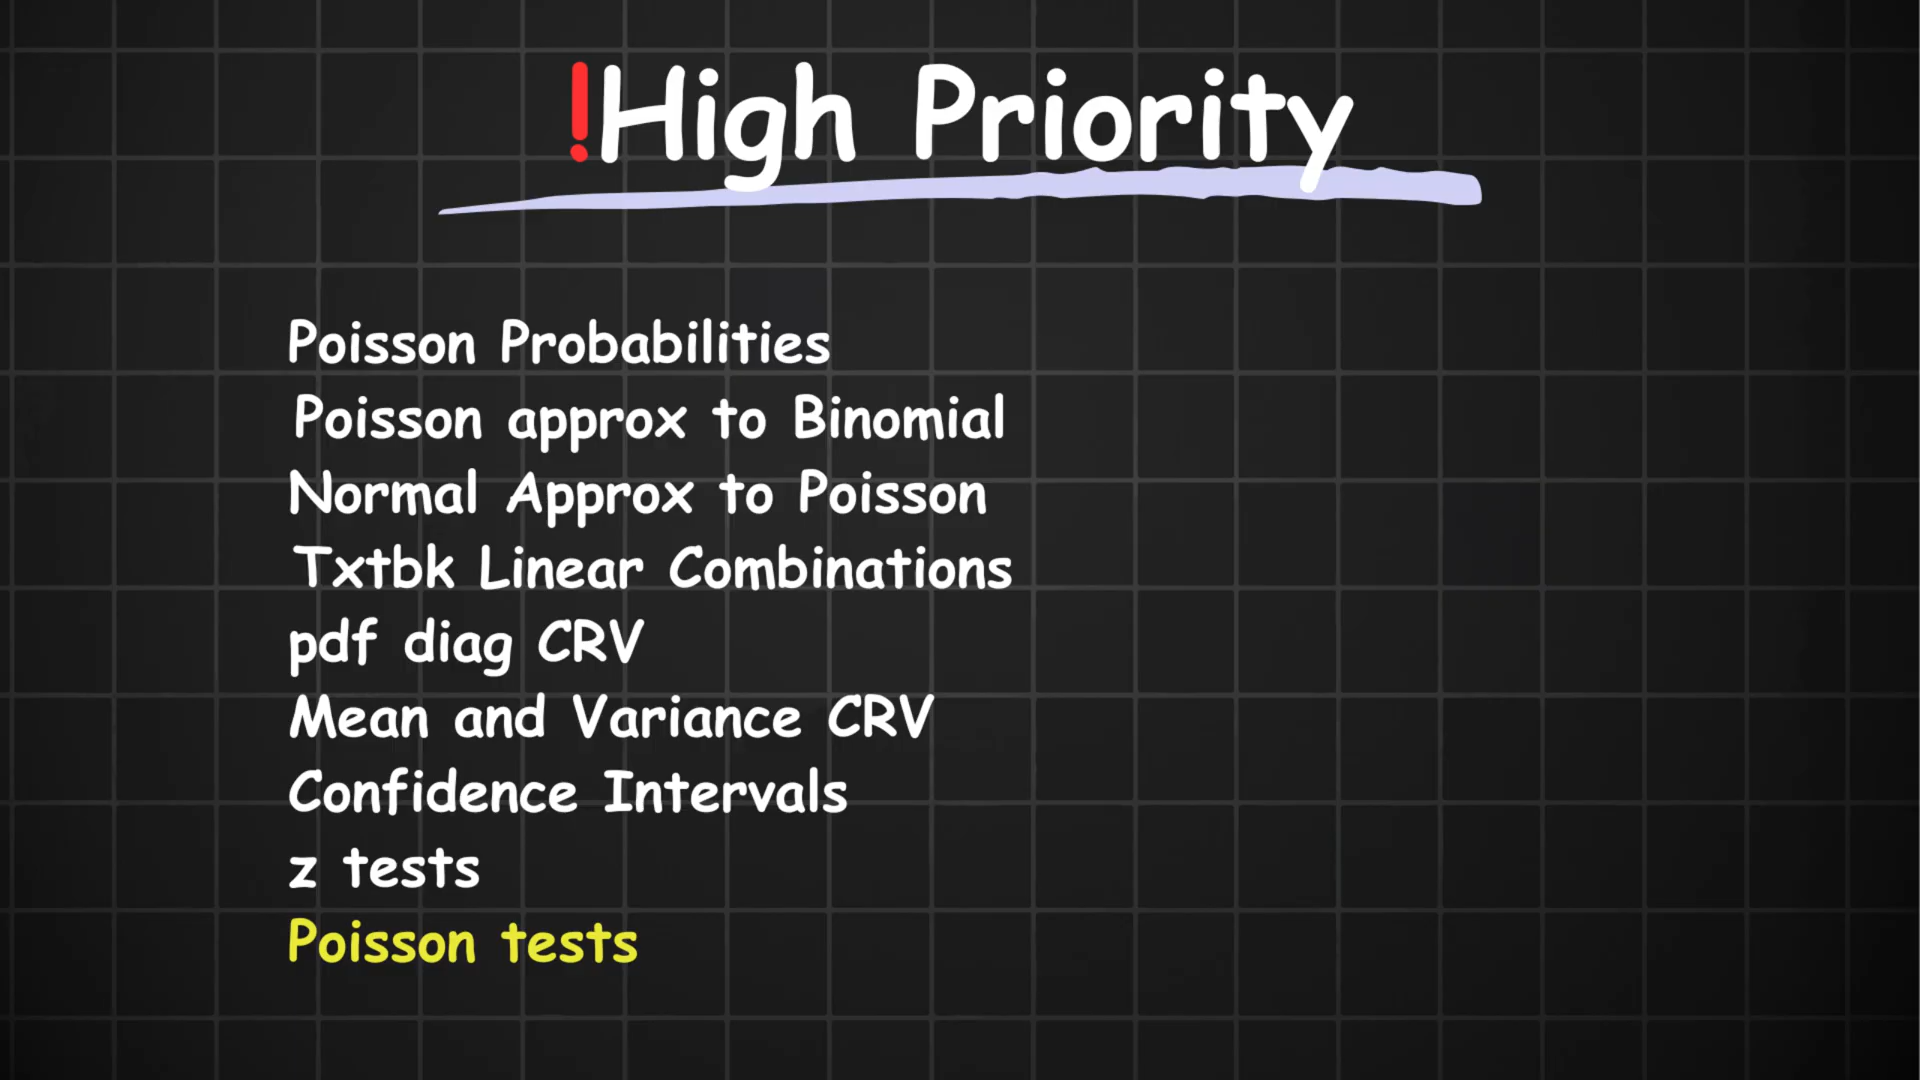 !High Priority
Poisson Probabilities
Poisson approx to Binomial
Normal Approx to Poisson
Txtbk Linear Combinations
pdf diag CRV
Mean and Variance CRV
Confidence Intervals
z tests
Poisson tests